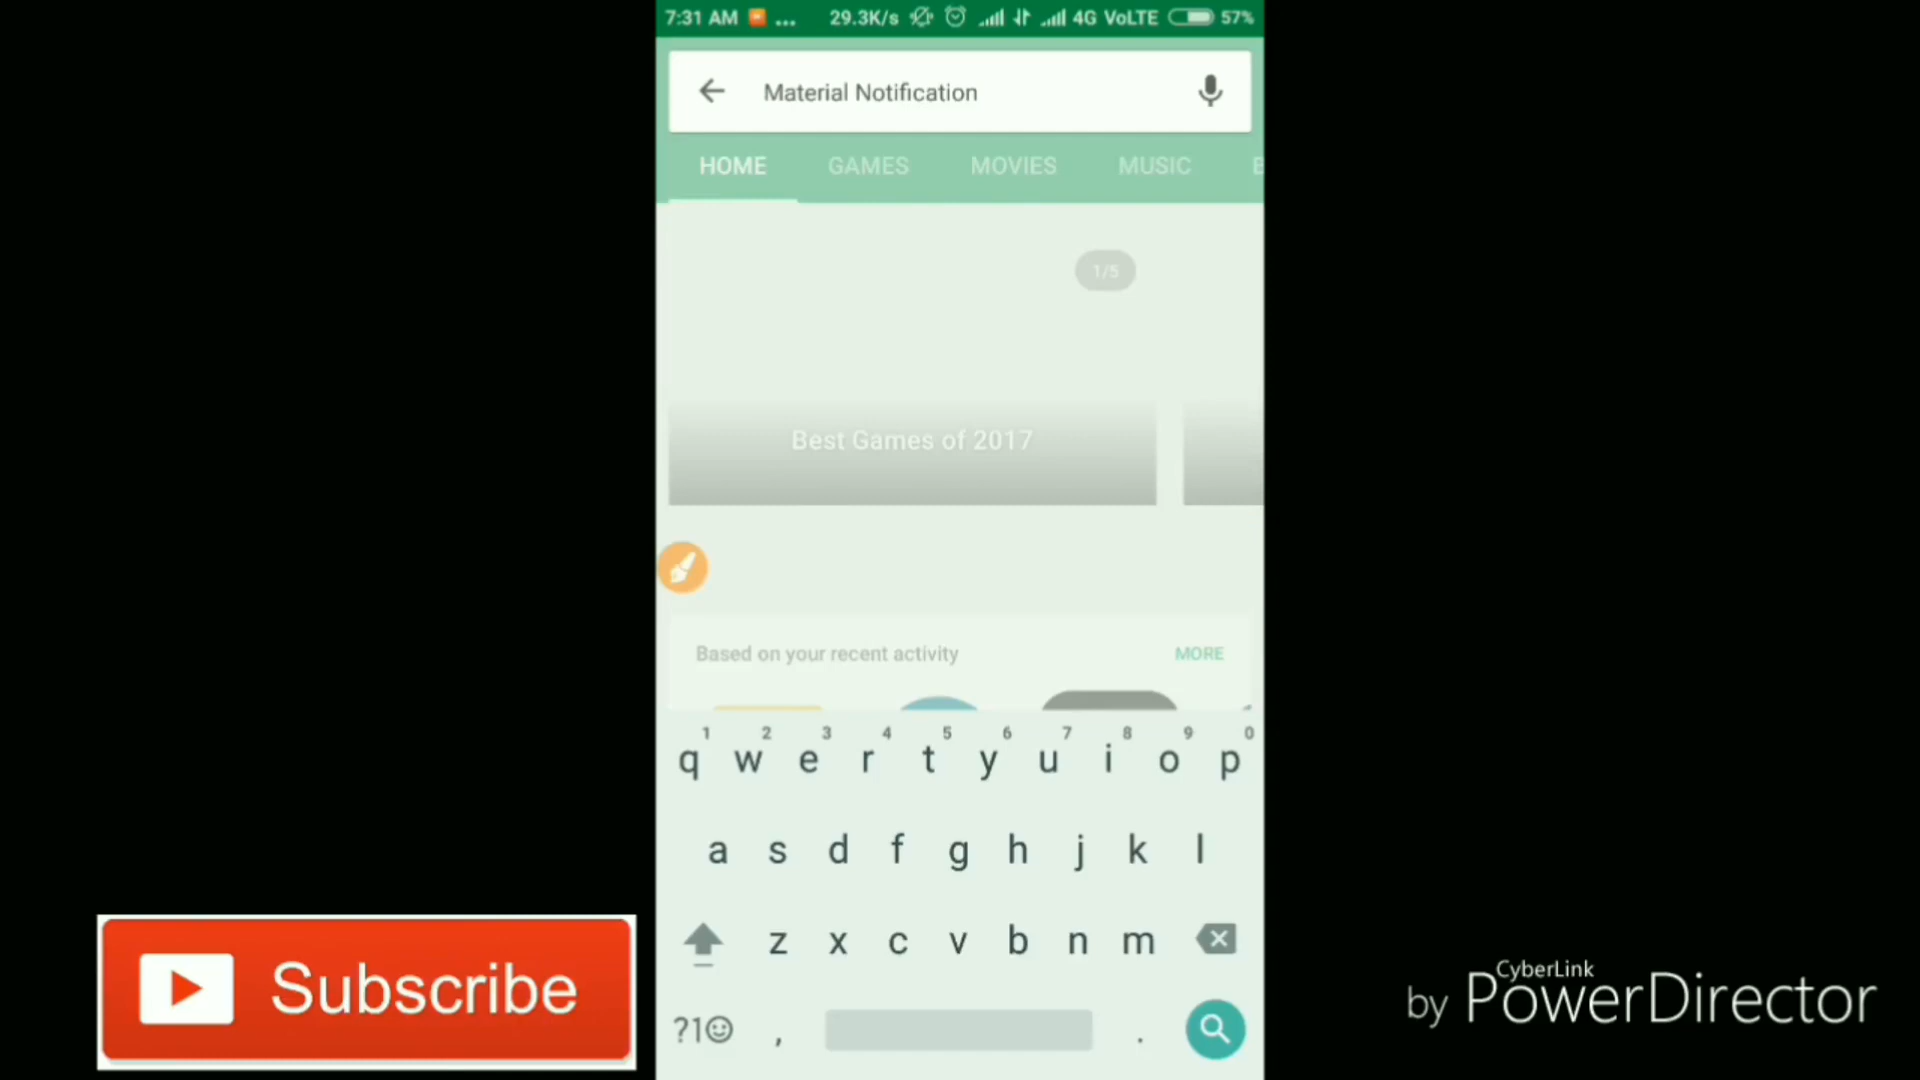 7:31 AM ... 29.3K/s 4G VoLTE 57%
Material Notification
HOME GAMES MOVIES MUSIC
1/5
Best Games of 2017
Based on your recent activity MORE
1 2 3 4 5 6 7 8 9 0
q w e r t y u i o p
a s d f g h j k l
z x c v b n m
?1☺ , .
Subscribe
CyberLink
by PowerDirector